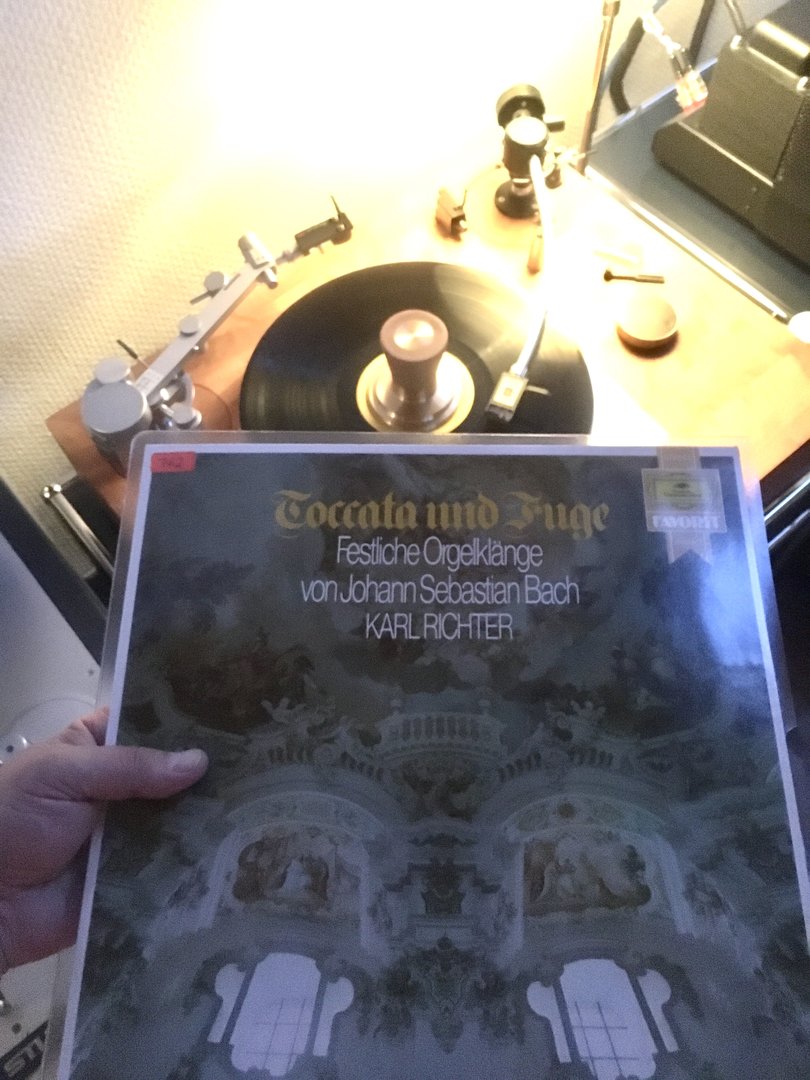 Toccata und Fuge
Festliche Orgelklänge
von Johann Sebastian Bach
KARL RICHTER
FAVORIT